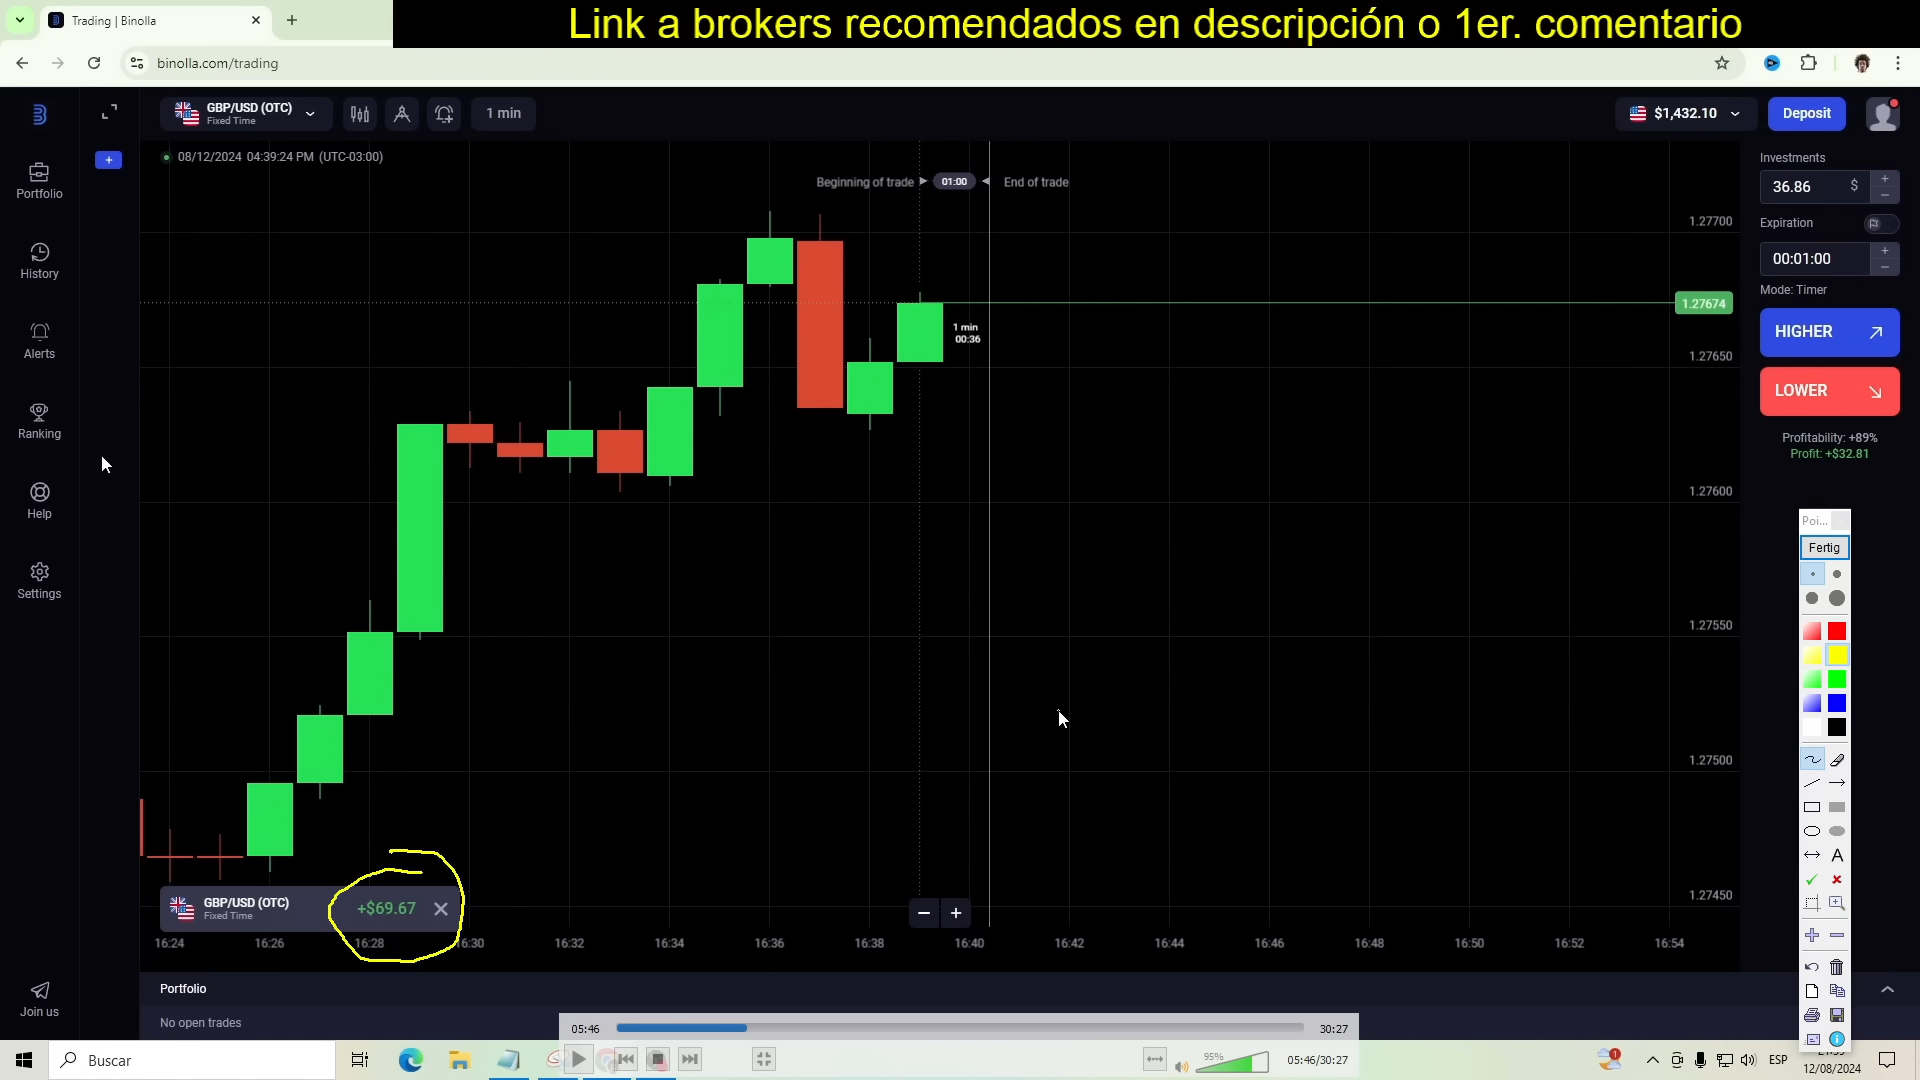 Link a brokers recomendados en descripción o 1er. comentario
Trading | Binolla
binolla.com/trading
GBP/USD (OTC)
Fixed Time
1 min
$1,432.10
Deposit
08/12/2024 04:39:24 PM (UTC-03:00)
Beginning of trade
01:00
End of trade
Portfolio
History
Alerts
Ranking
Help
Settings
Join us
Investments
36.86
$
Expiration
00:01:00
Mode: Timer
HIGHER
LOWER
Profitability: +89%
Profit: +$32.81
1.27700
1.27674
1.27650
1.27600
1.27550
1.27500
1.27450
1 min
00:36
Poi...
Fertig
A
GBP/USD (OTC)
Fixed Time
+$69.67
16:24
16:26
16:28
16:30
16:32
16:34
16:36
16:38
16:40
16:42
16:44
16:46
16:48
16:50
16:52
16:54
Portfolio
No open trades
05:46
30:27
95%
05:46/30:27
Buscar
1
ESP
12/08/2024